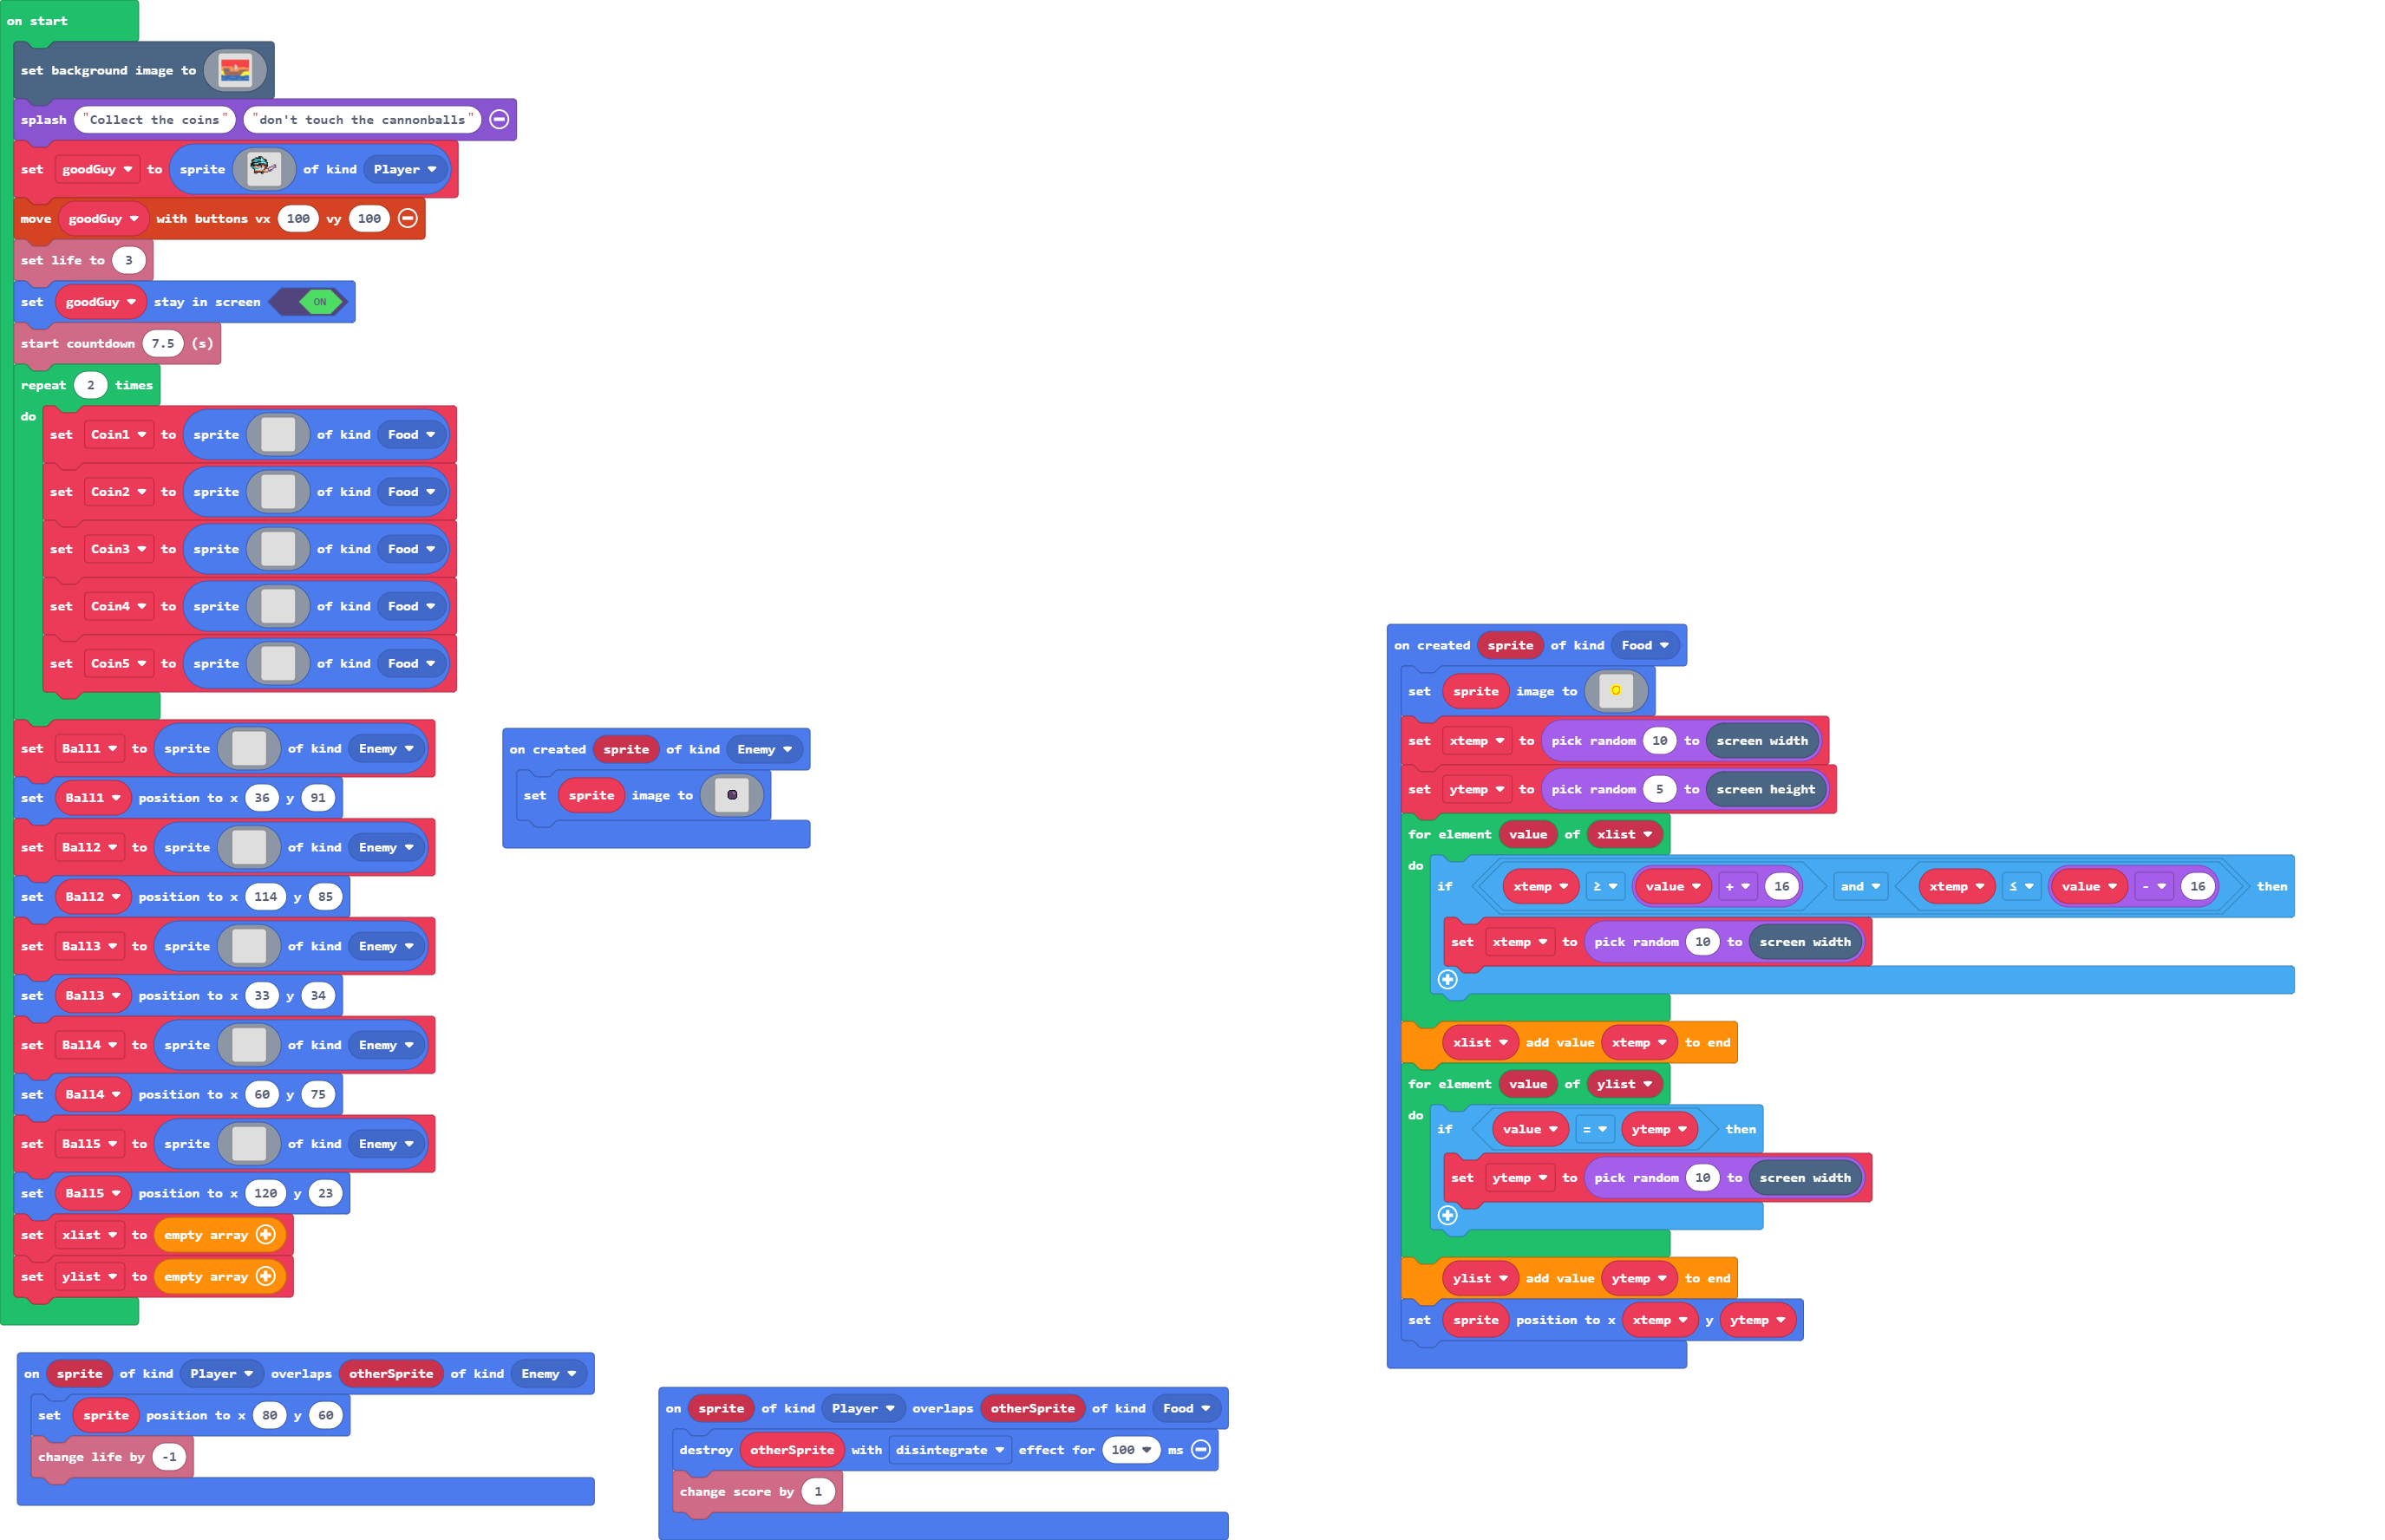 on start
set background image to
splash "Collect the coins" "don't touch the cannonballs"
set goodGuy to sprite of kind Player
move goodGuy with buttons vx 100 vy 100
set life to 3
set goodGuy stay in screen ON
start countdown 7.5 (s)
repeat 2 times
do
set Coin1 to sprite of kind Food
set Coin2 to sprite of kind Food
set Coin3 to sprite of kind Food
set Coin4 to sprite of kind Food
set Coin5 to sprite of kind Food
set Ball1 to sprite of kind Enemy
set Ball1 position to x 36 y 91
set Ball2 to sprite of kind Enemy
set Ball2 position to x 114 y 85
set Ball3 to sprite of kind Enemy
set Ball3 position to x 33 y 34
set Ball4 to sprite of kind Enemy
set Ball4 position to x 60 y 75
set Ball5 to sprite of kind Enemy
set Ball5 position to x 120 y 23
set xlist to empty array
set ylist to empty array
on created sprite of kind Enemy
set sprite image to
on created sprite of kind Food
set sprite image to
set xtemp to pick random 10 to screen width
set ytemp to pick random 5 to screen height
for element value of xlist
do
if xtemp ≥ value + 16 and xtemp ≤ value - 16 then
set xtemp to pick random 10 to screen width
xlist add value xtemp to end
for element value of ylist
do
if value = ytemp then
set ytemp to pick random 10 to screen width
ylist add value ytemp to end
set sprite position to x xtemp y ytemp
on sprite of kind Player overlaps otherSprite of kind Enemy
set sprite position to x 80 y 60
change life by -1
on sprite of kind Player overlaps otherSprite of kind Food
destroy otherSprite with disintegrate effect for 100 ms
change score by 1